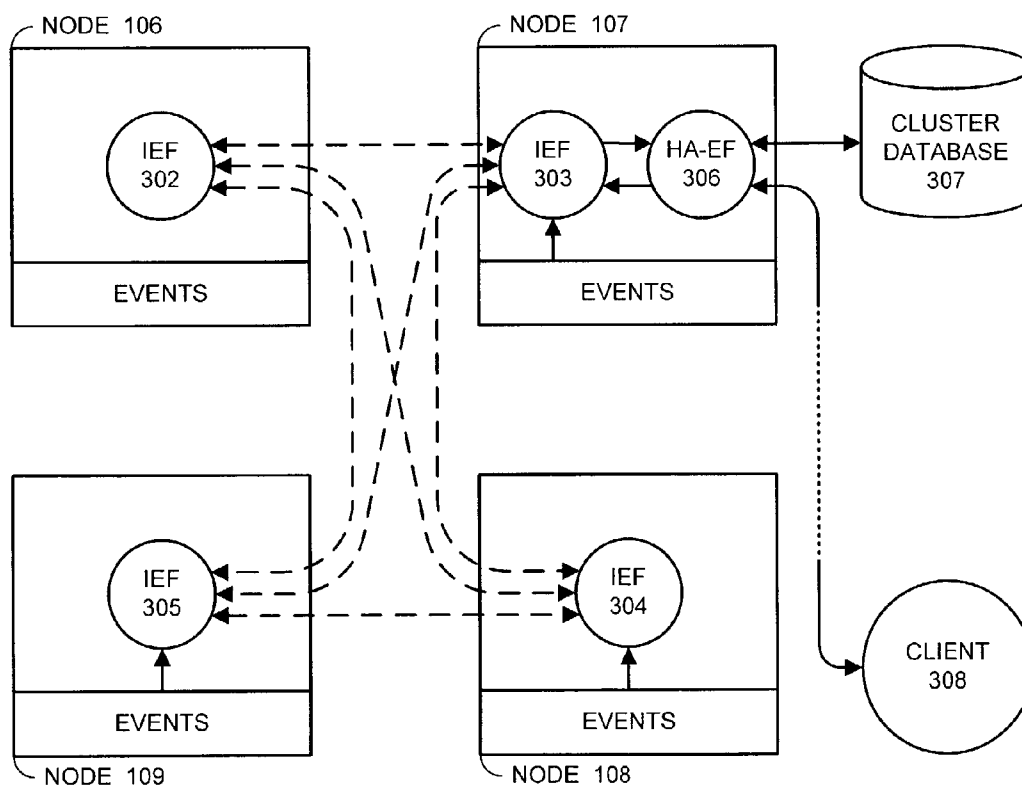 NODE 106
NODE 107
IEF
302
IEF
303
HA-EF
306
CLUSTER
DATABASE
307
EVENTS
EVENTS
IEF
305
IEF
304
CLIENT
308
EVENTS
EVENTS
NODE 109
NODE 108